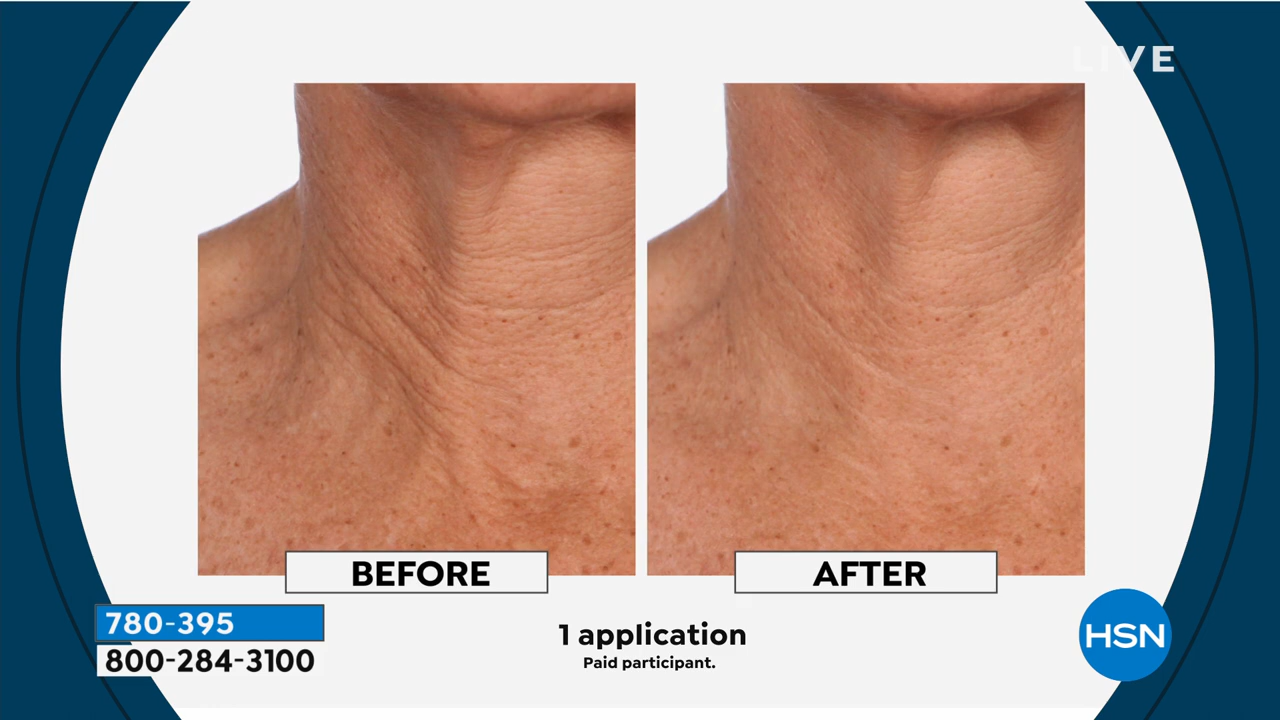 LIVE
BEFORE
AFTER
780-395
800-284-3100
1 application
Paid participant.
HSN